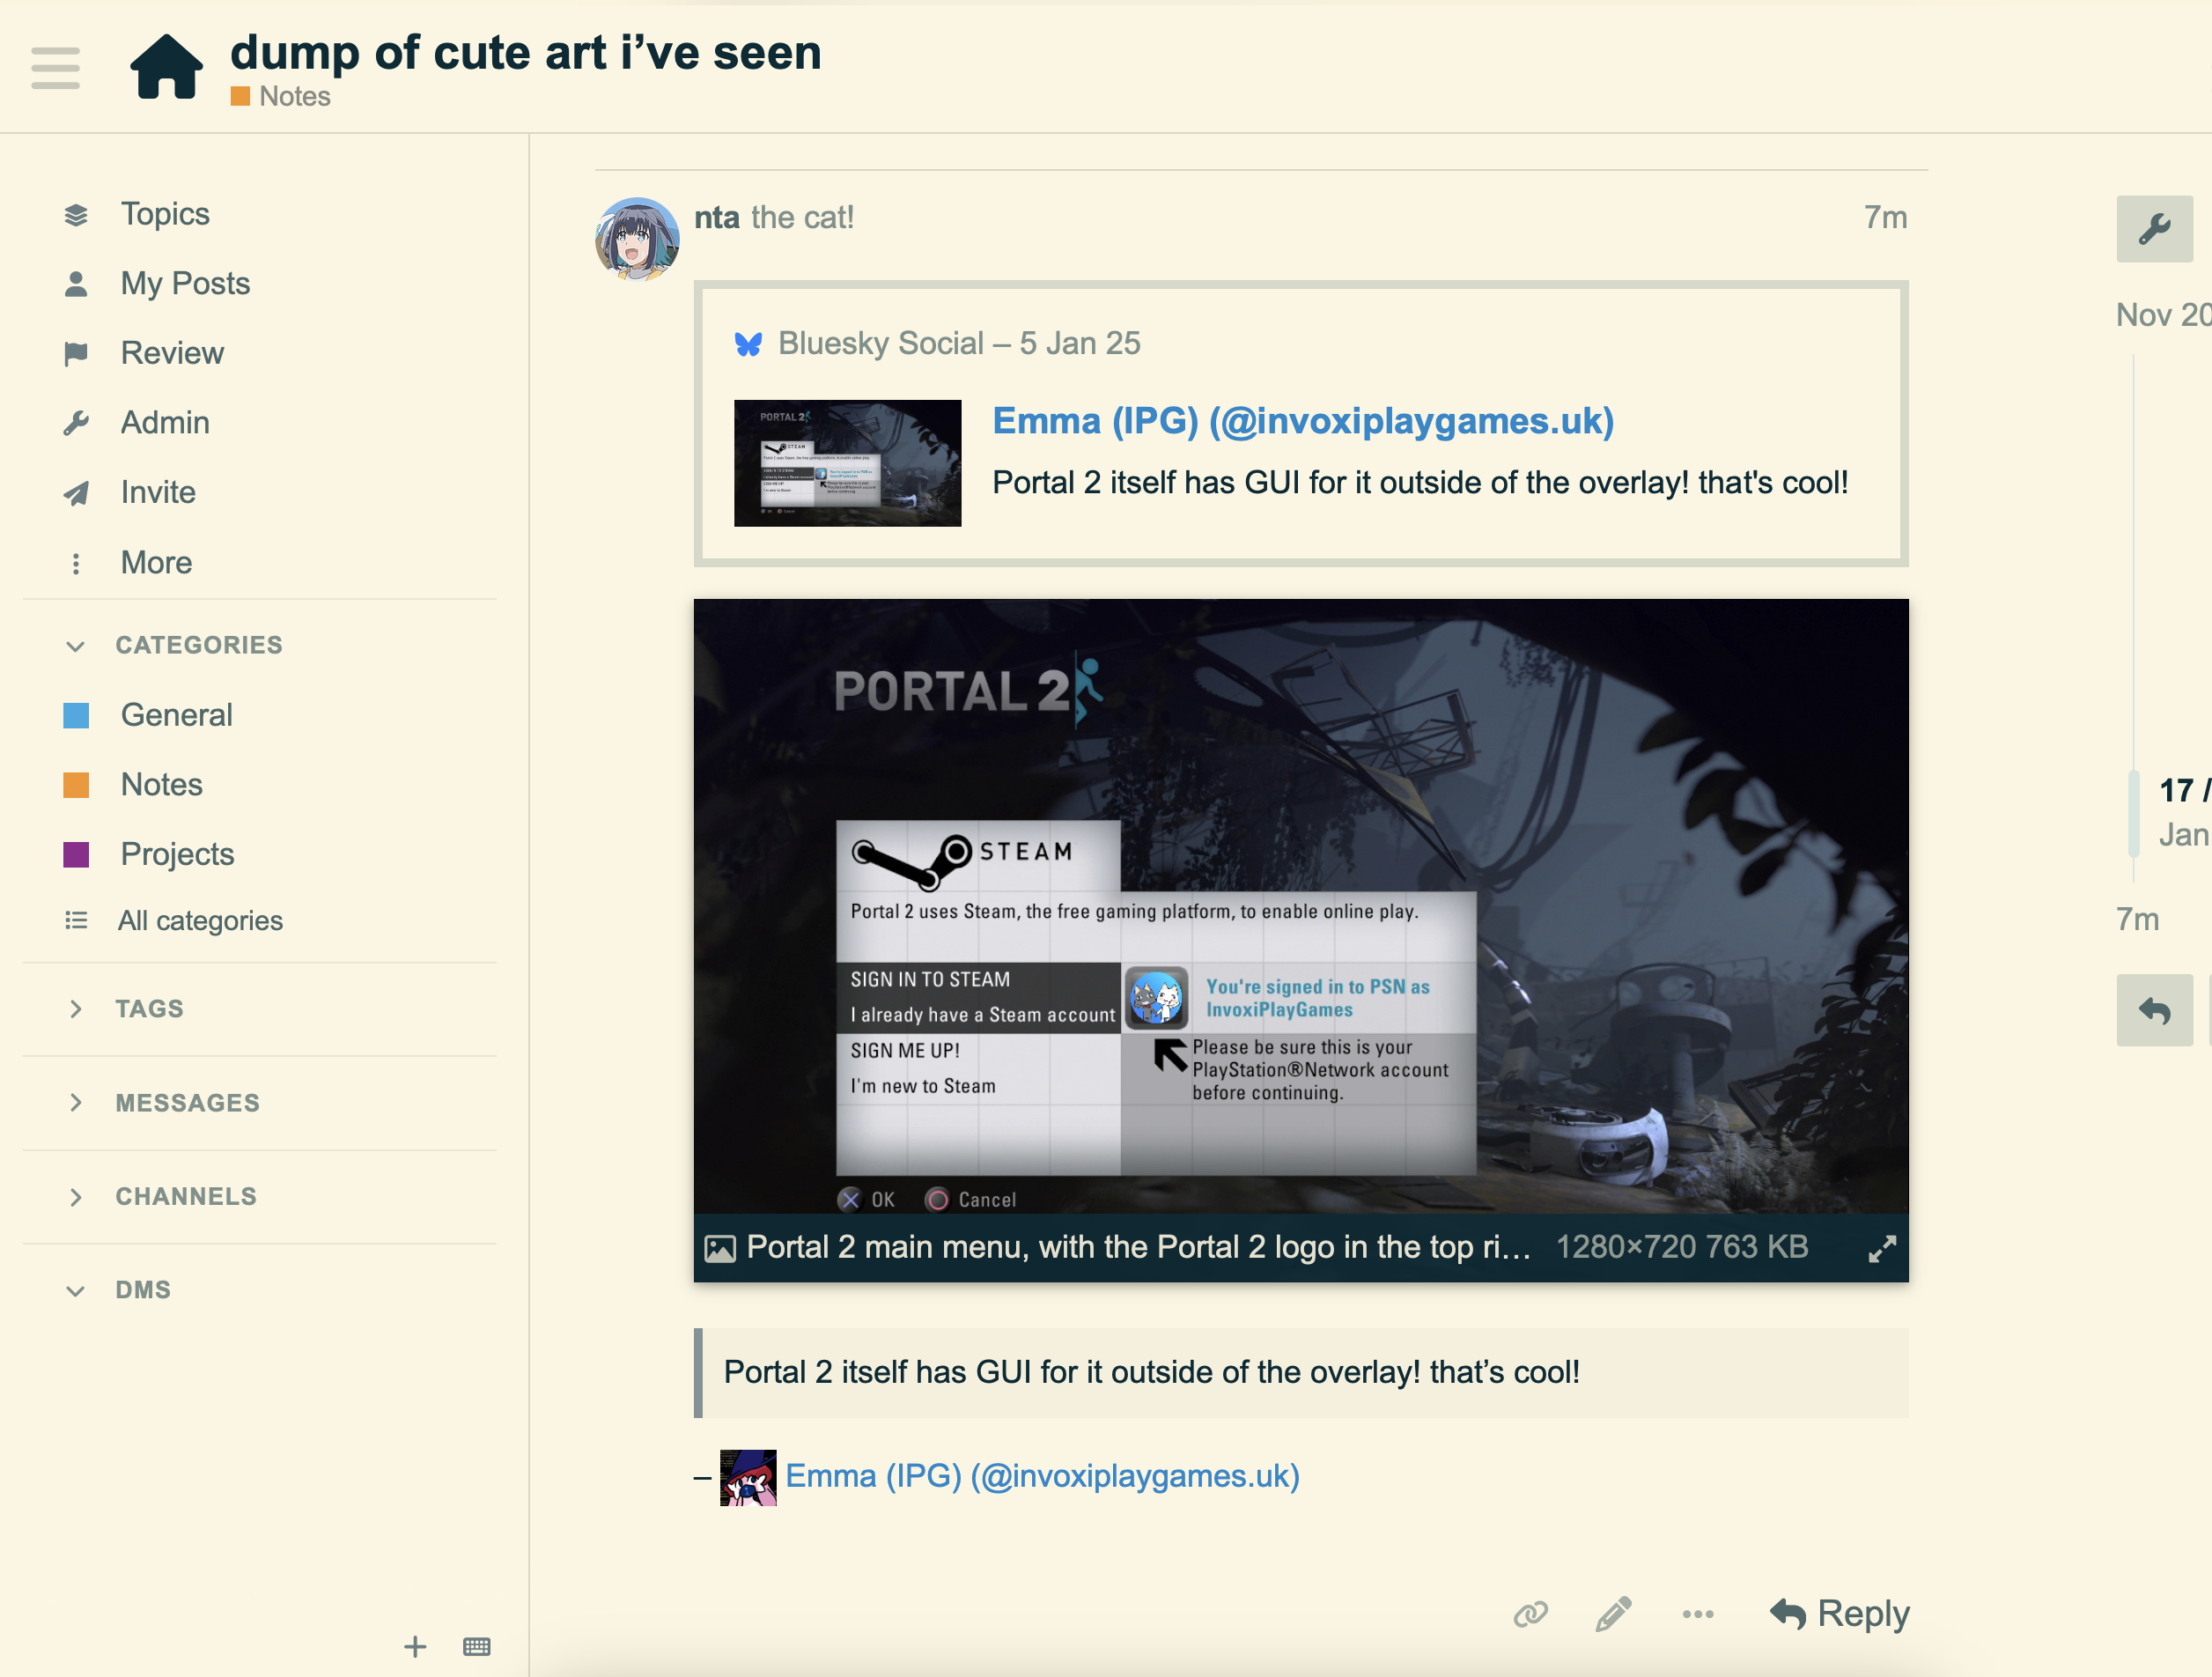 dump of cute art i’ve seen
Notes
Topics
My Posts
Review
Admin
Invite
More
CATEGORIES
General
Notes
Projects
All categories
TAGS
MESSAGES
CHANNELS
DMS
nta the cat!
7m
Bluesky Social – 5 Jan 25
PORTAL 2
STEAM
Emma (IPG) (@invoxiplaygames.uk)
Portal 2 itself has GUI for it outside of the overlay! that's cool!
PORTAL 2
STEAM
Portal 2 uses Steam, the free gaming platform, to enable online play.
SIGN IN TO STEAM
I already have a Steam account
You're signed in to PSN as
InvoxiPlayGames
SIGN ME UP!
I'm new to Steam
Please be sure this is your
PlayStation®Network account
before continuing.
OK Cancel
Portal 2 main menu, with the Portal 2 logo in the top ri… 1280×720 763 KB
Portal 2 itself has GUI for it outside of the overlay! that’s cool!
– Emma (IPG) (@invoxiplaygames.uk)
Reply
Nov 20
17 /
Jan
7m